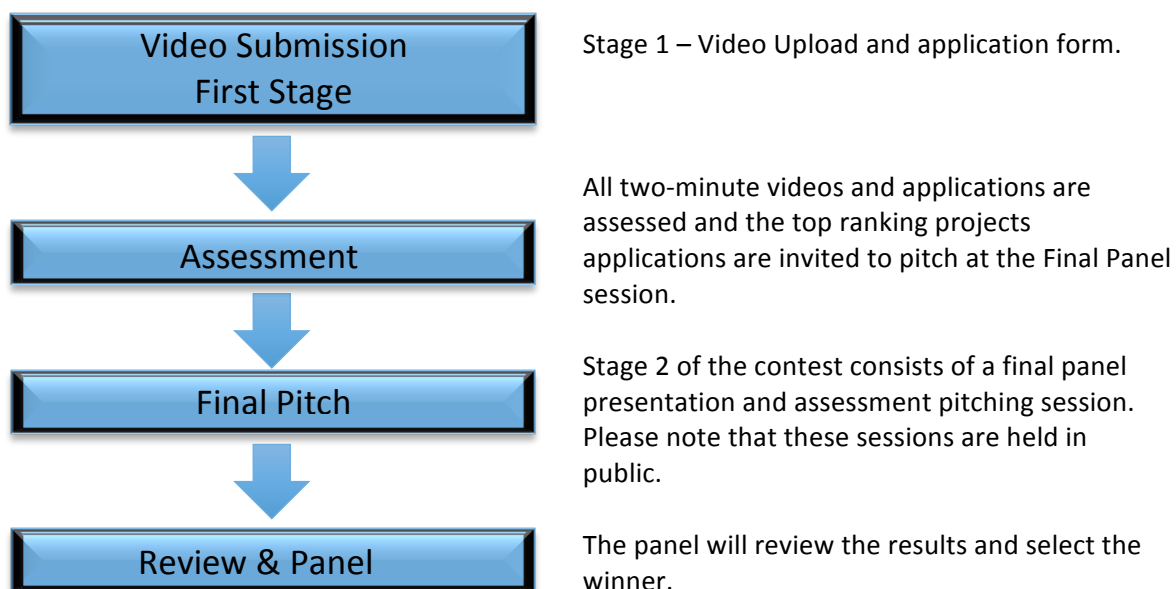 Video Submission
First Stage
Stage 1 – Video Upload and application form.
Assessment
All two-minute videos and applications are
assessed and the top ranking projects
applications are invited to pitch at the Final Panel
session.
Final Pitch
Stage 2 of the contest consists of a final panel
presentation and assessment pitching session.
Please note that these sessions are held in
public.
Review & Panel
The panel will review the results and select the
winner.